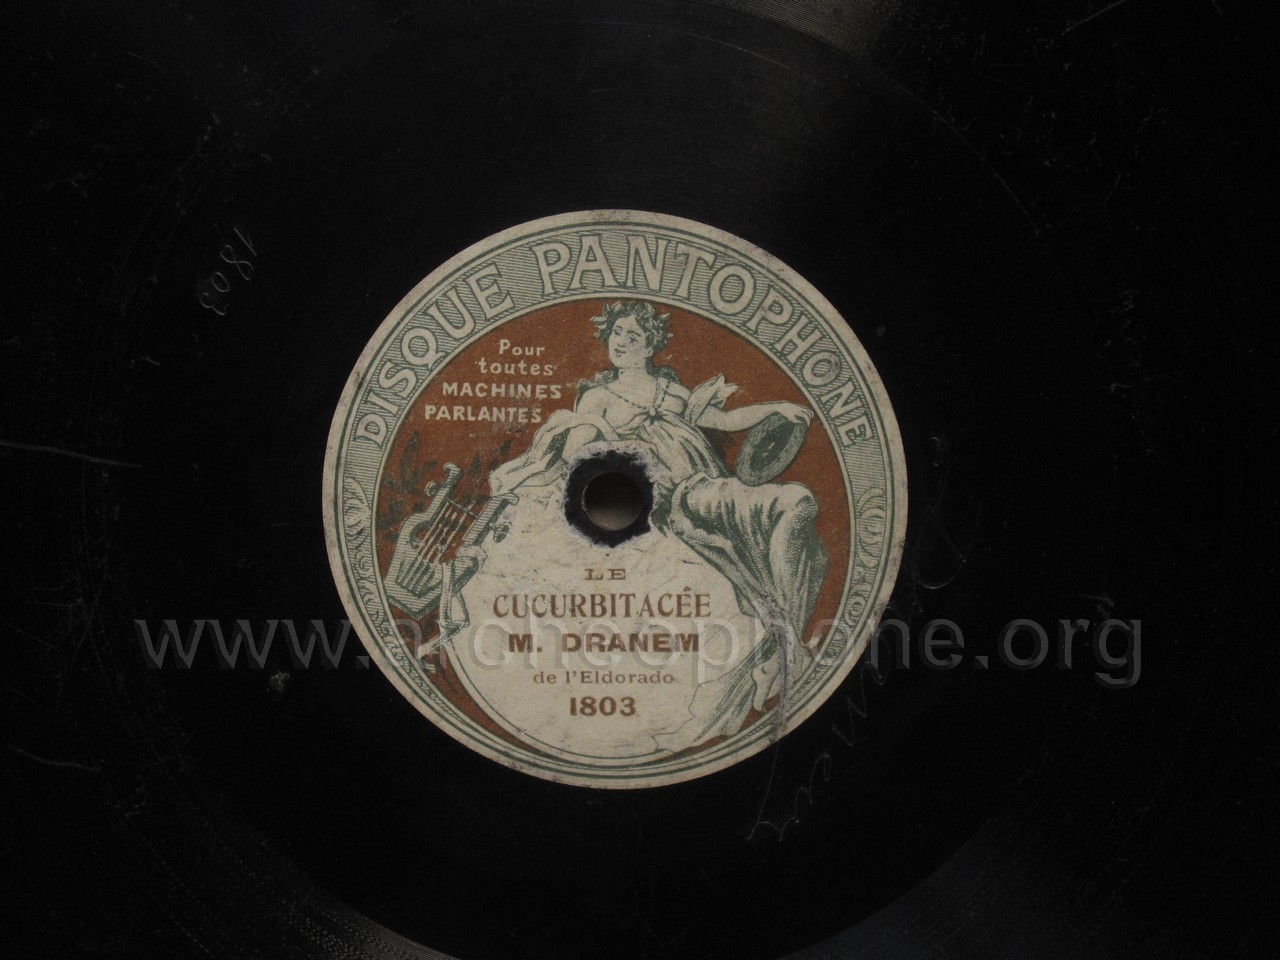 DISQUE PANTOPHONE
Pour
toutes
MACHINES
PARLANTES
LE
CUCURBITACÉE
M. DRANEM
de l'Eldorado
1803
1803
www.archeophone.org